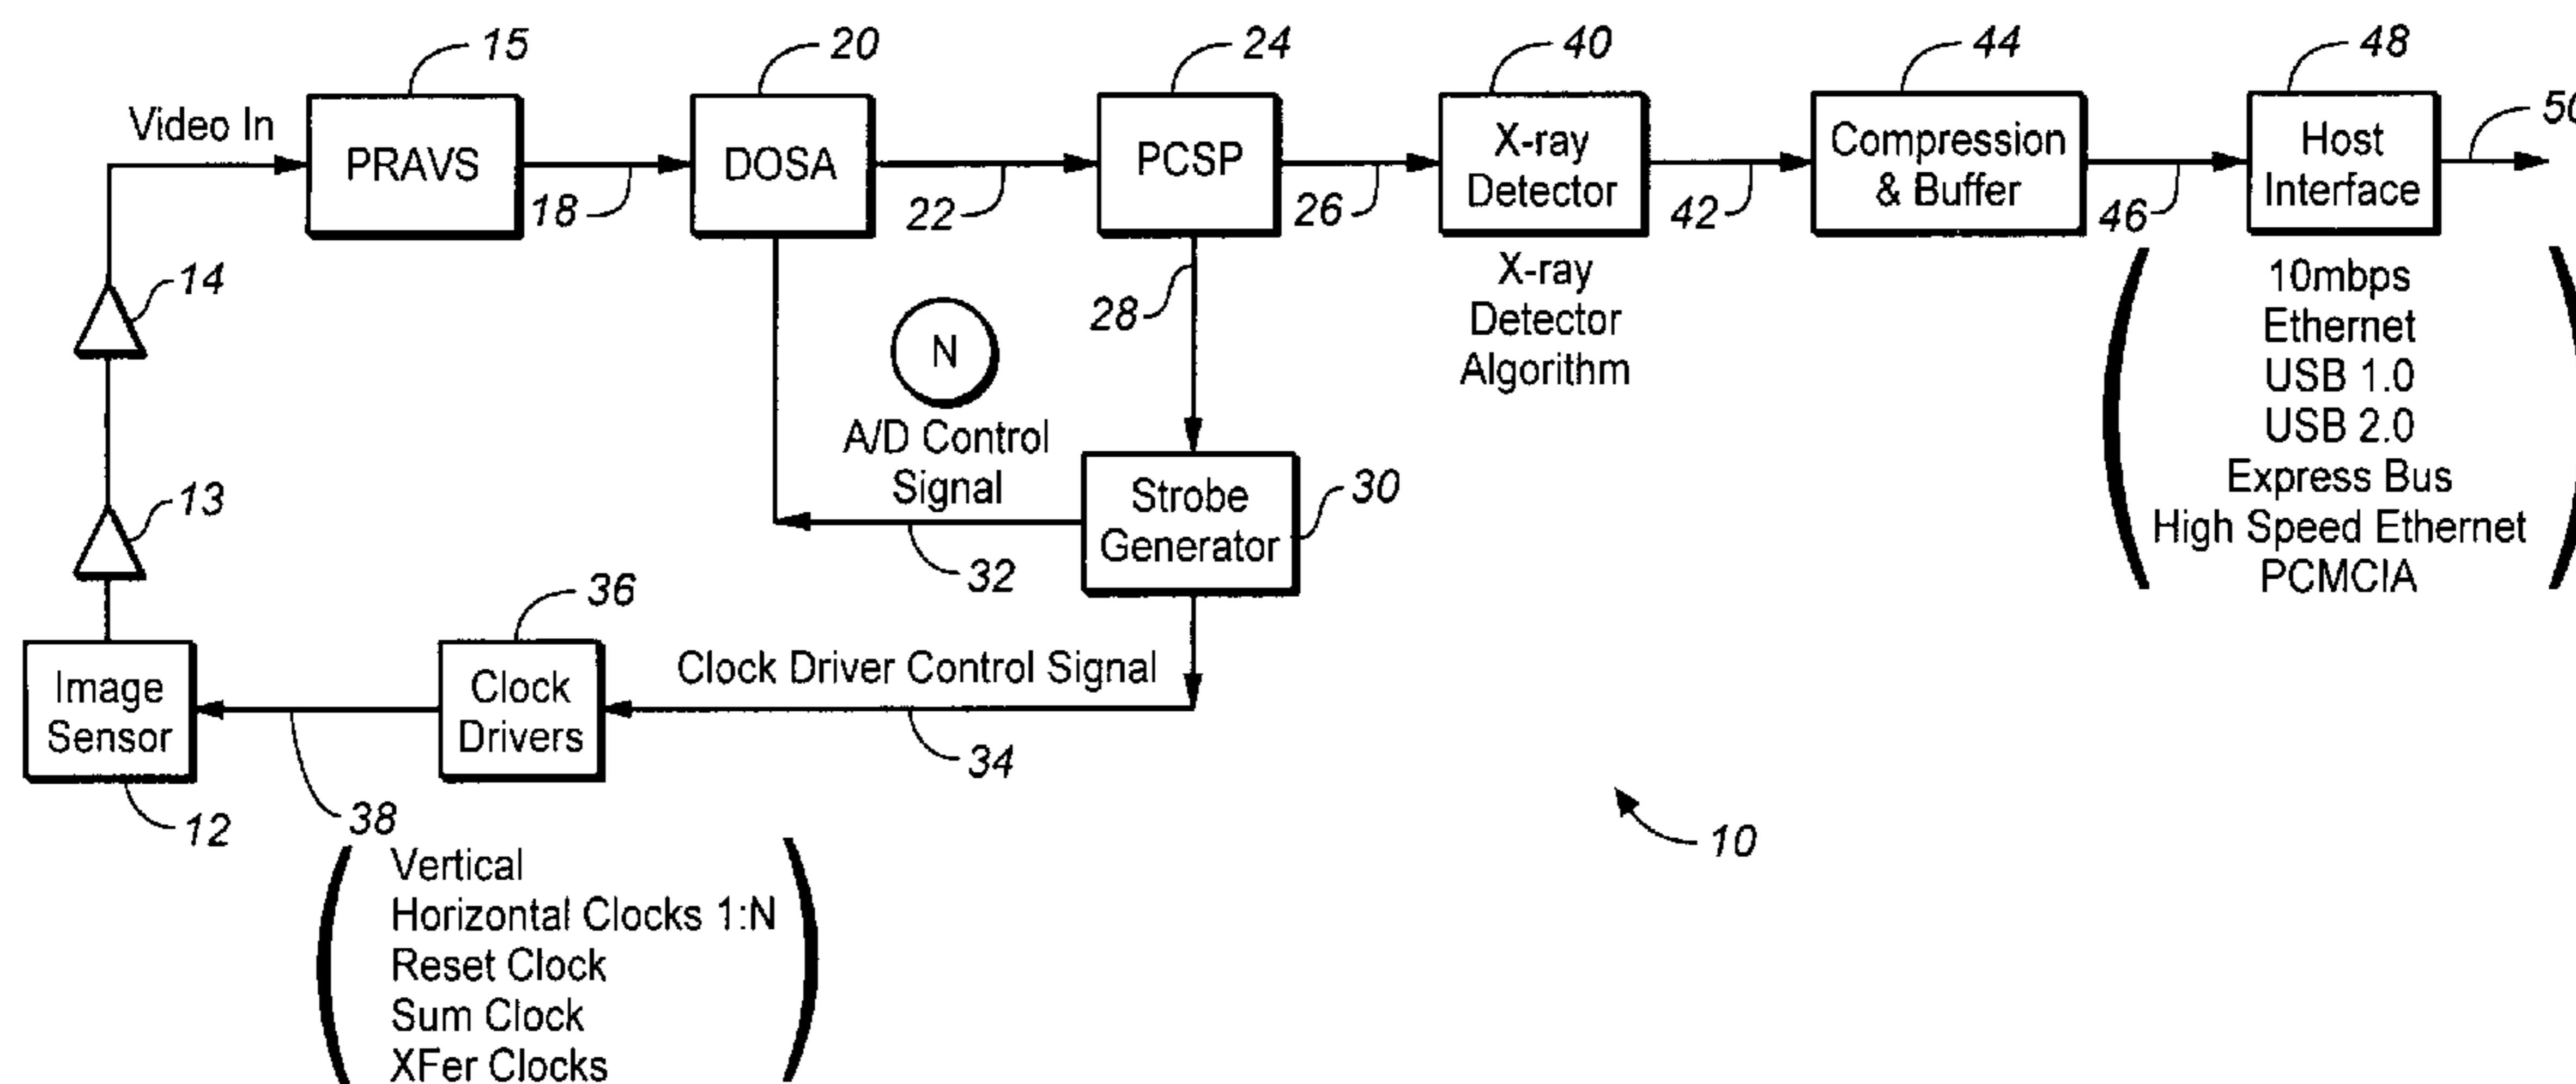 15
20
24
40
44
48
50
Video In
PRAVS
DOSA
PCSP
X-ray
Detector
Compression
& Buffer
Host
Interface
18
22
26
42
46
14
28
N
A/D Control
Signal
X-ray
Detector
Algorithm
10mbps
Ethernet
USB 1.0
USB 2.0
Express Bus
High Speed Ethernet
PCMCIA
13
Strobe
Generator
30
32
36
Image
Sensor
Clock
Drivers
Clock Driver Control Signal
34
12
38
10
Vertical
Horizontal Clocks 1:N
Reset Clock
Sum Clock
XFer Clocks